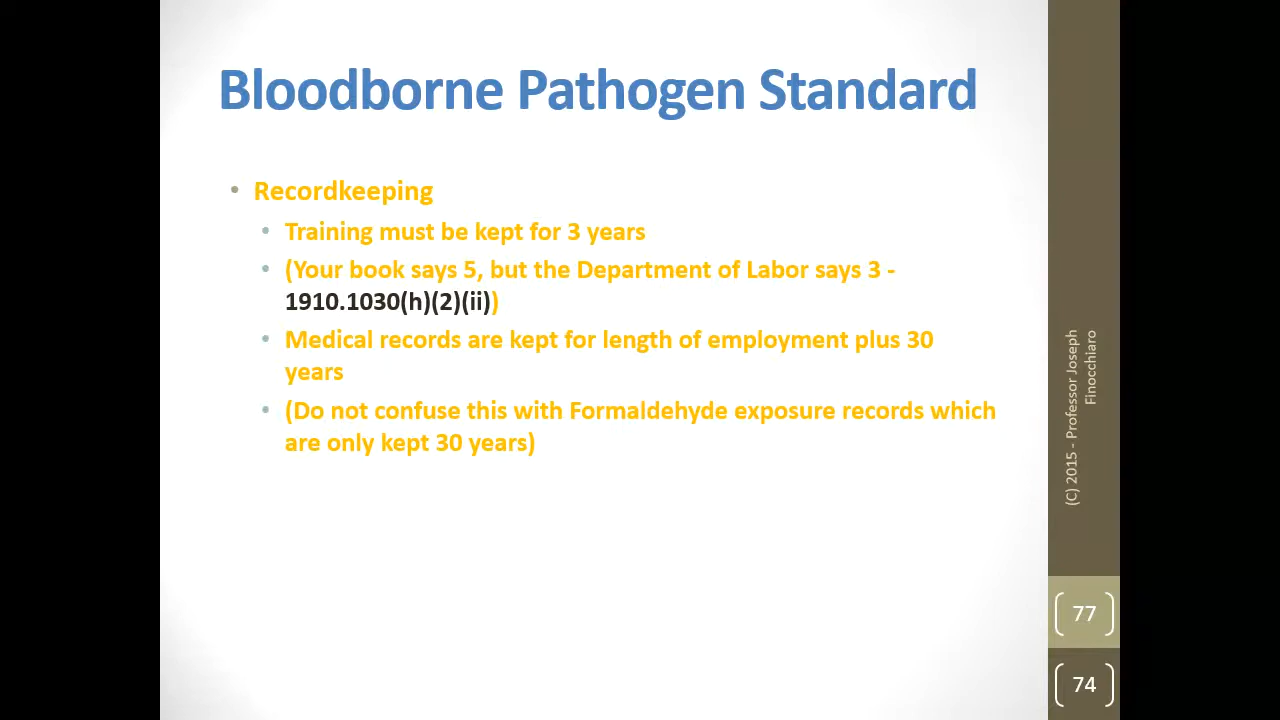 Bloodborne Pathogen Standard
• Recordkeeping
• Training must be kept for 3 years
• (Your book says 5, but the Department of Labor says 3 -
1910.1030(h)(2)(ii))
• Medical records are kept for length of employment plus 30
years
• (Do not confuse this with Formaldehyde exposure records which
are only kept 30 years)
(C) 2015 - Professor Joseph
Finocchiaro
77
74